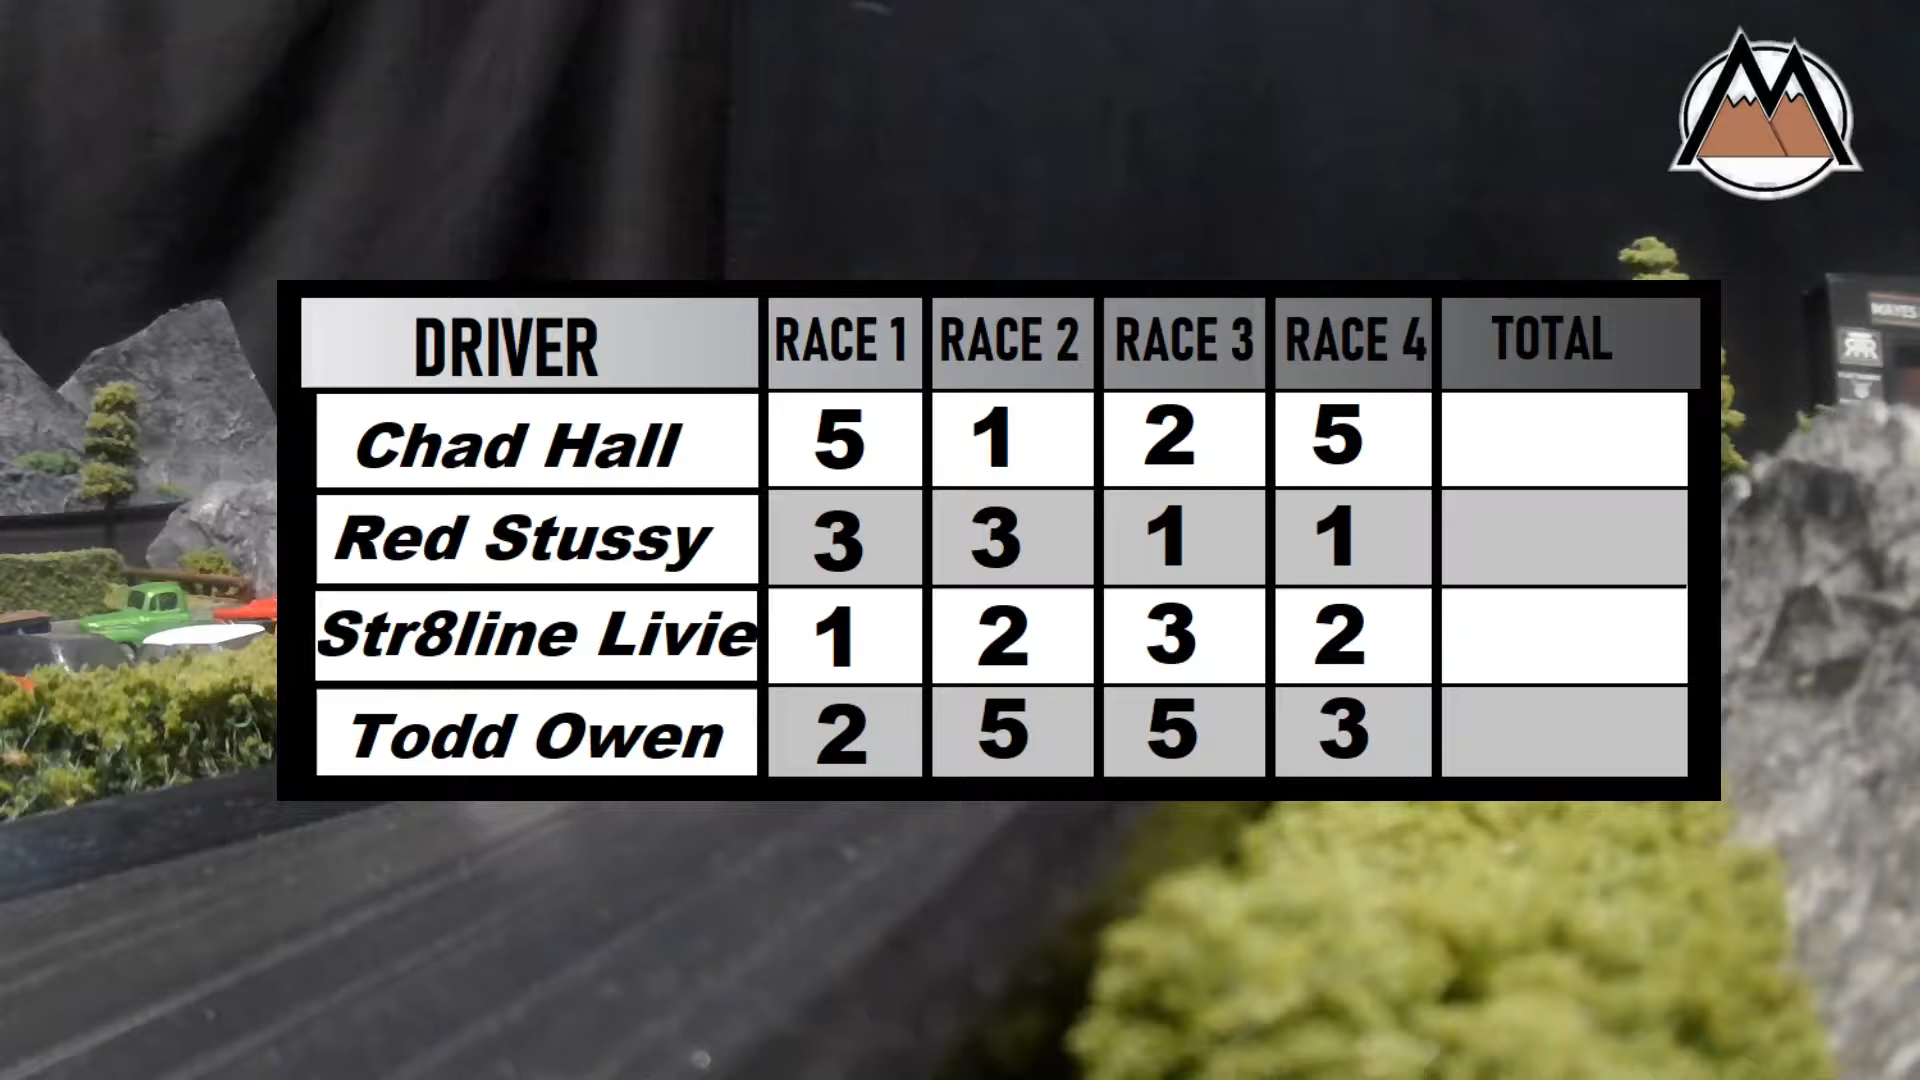 DRIVER RACE 1 RACE 2 RACE 3 RACE 4 TOTAL
Chad Hall 5 1 2 5
Red Stussy 3 3 1 1
Str8line Livie 1 2 3 2
Todd Owen 2 5 5 3
MAYES